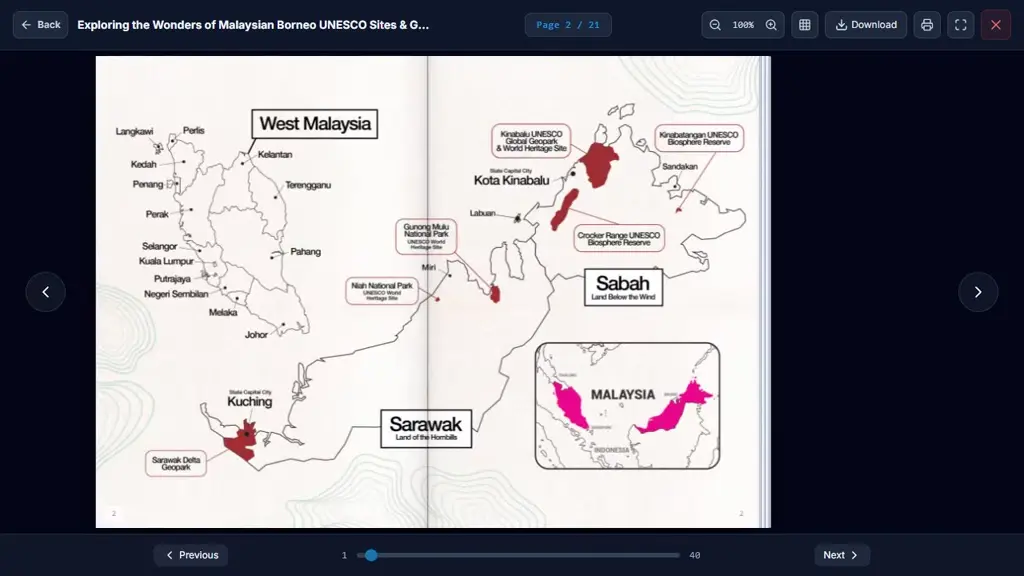 Back
Exploring the Wonders of Malaysian Borneo UNESCO Sites & G...
Page 2 / 21
100%
Download
West Malaysia
Langkawi
Perlis
Kedah
Kelantan
Penang
Terengganu
Perak
Selangor
Pahang
Kuala Lumpur
Putrajaya
Negeri Sembilan
Melaka
Johor
Kinabalu UNESCO
Global Geopark
& World Heritage Site
Kinabatangan UNESCO
Biosphere Reserve
State Capital City
Kota Kinabalu
Sandakan
Labuan
Gunong Mulu
National Park
UNESCO World
Heritage Site
Crocker Range UNESCO
Biosphere Reserve
Miri
Niah National Park
UNESCO World
Heritage Site
Sabah
Land Below the Wind
State Capital City
Kuching
Sarawak
Land of the Hornbills
Sarawak Delta
Geopark
THAILAND
MALAYSIA
BRUNEI
SINGAPORE
INDONESIA
2
2
Previous
1
40
Next